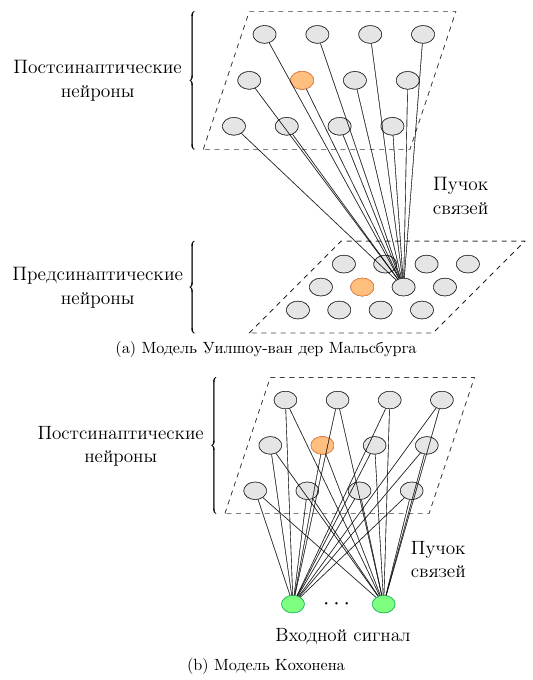 Постсинаптические
нейроны
Пучок
связей
Предсинаптические
нейроны
(a) Модель Уилшоу-ван дер Мальсбурга
Постсинаптические
нейроны
Пучок
связей
...
Входной сигнал
(b) Модель Кохонена